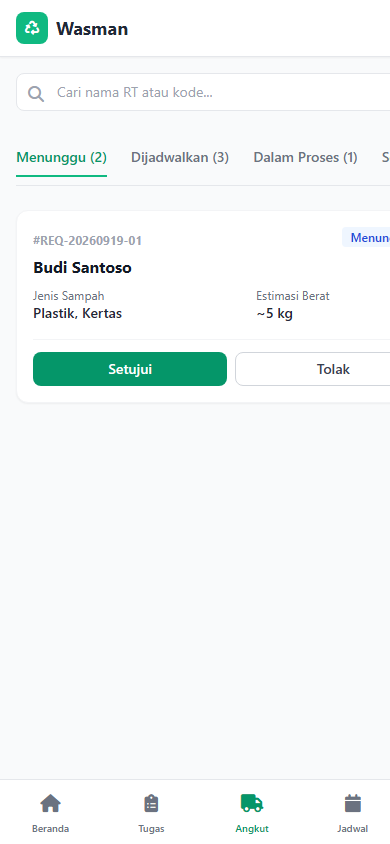 Wasman
Cari nama RT atau kode...
Menunggu (2) Dijadwalkan (3) Dalam Proses (1) S
#REQ-20260919-01 Menun
Budi Santoso
Jenis Sampah Estimasi Berat
Plastik, Kertas ~5 kg
Setujui Tolak
Beranda Tugas Angkut Jadwal